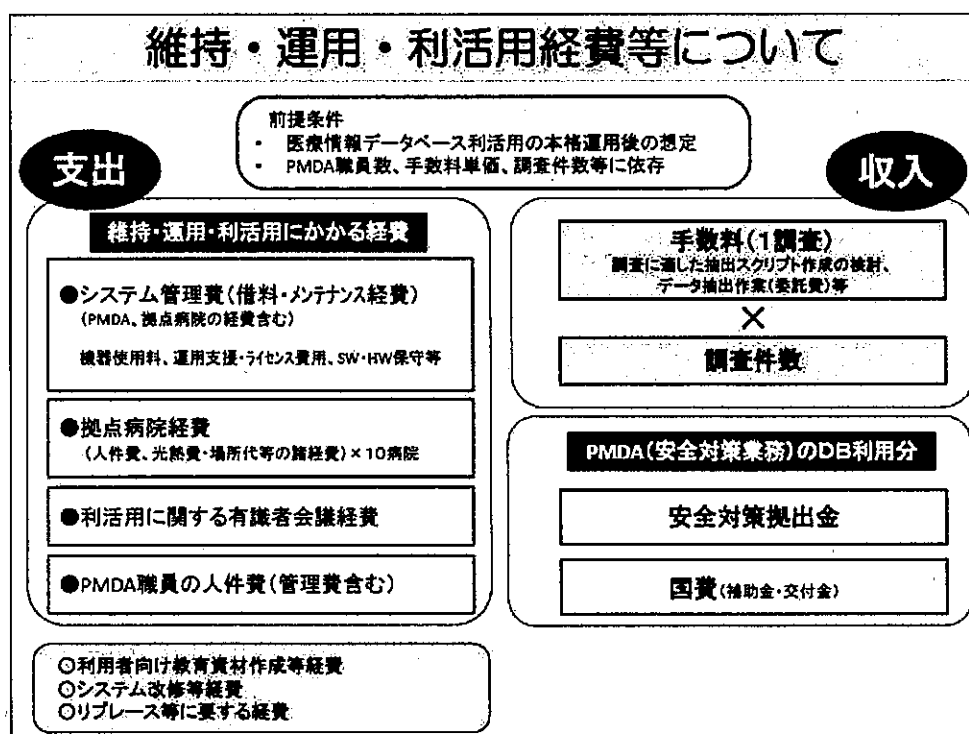 維持・運用・利活用経費等について
前提条件
・ 医療情報データベース利活用の本格運用後の想定
・ PMDA職員数、手数料単価、調査件数等に依存
支出
維持・運用・利活用にかかる経費
●システム管理費(借料・メンテナンス経費)
(PMDA、拠点病院の経費含む)
機器使用料、運用支援・ライセンス費用、SW・HW保守等
●拠点病院経費
(人件費、光熱費・場所代等の諸経費)×10病院
●利活用に関する有識者会議経費
●PMDA職員の人件費(管理費含む)
○利用者向け教育資材作成等経費
○システム改修等経費
○リプレース等に要する経費
収入
手数料(1調査)
調査に適した抽出スクリプト作成の検討、
データ抽出作業(委託費)等
×
調査件数
PMDA(安全対策業務)のDB利用分
安全対策拠出金
国費(補助金・交付金)